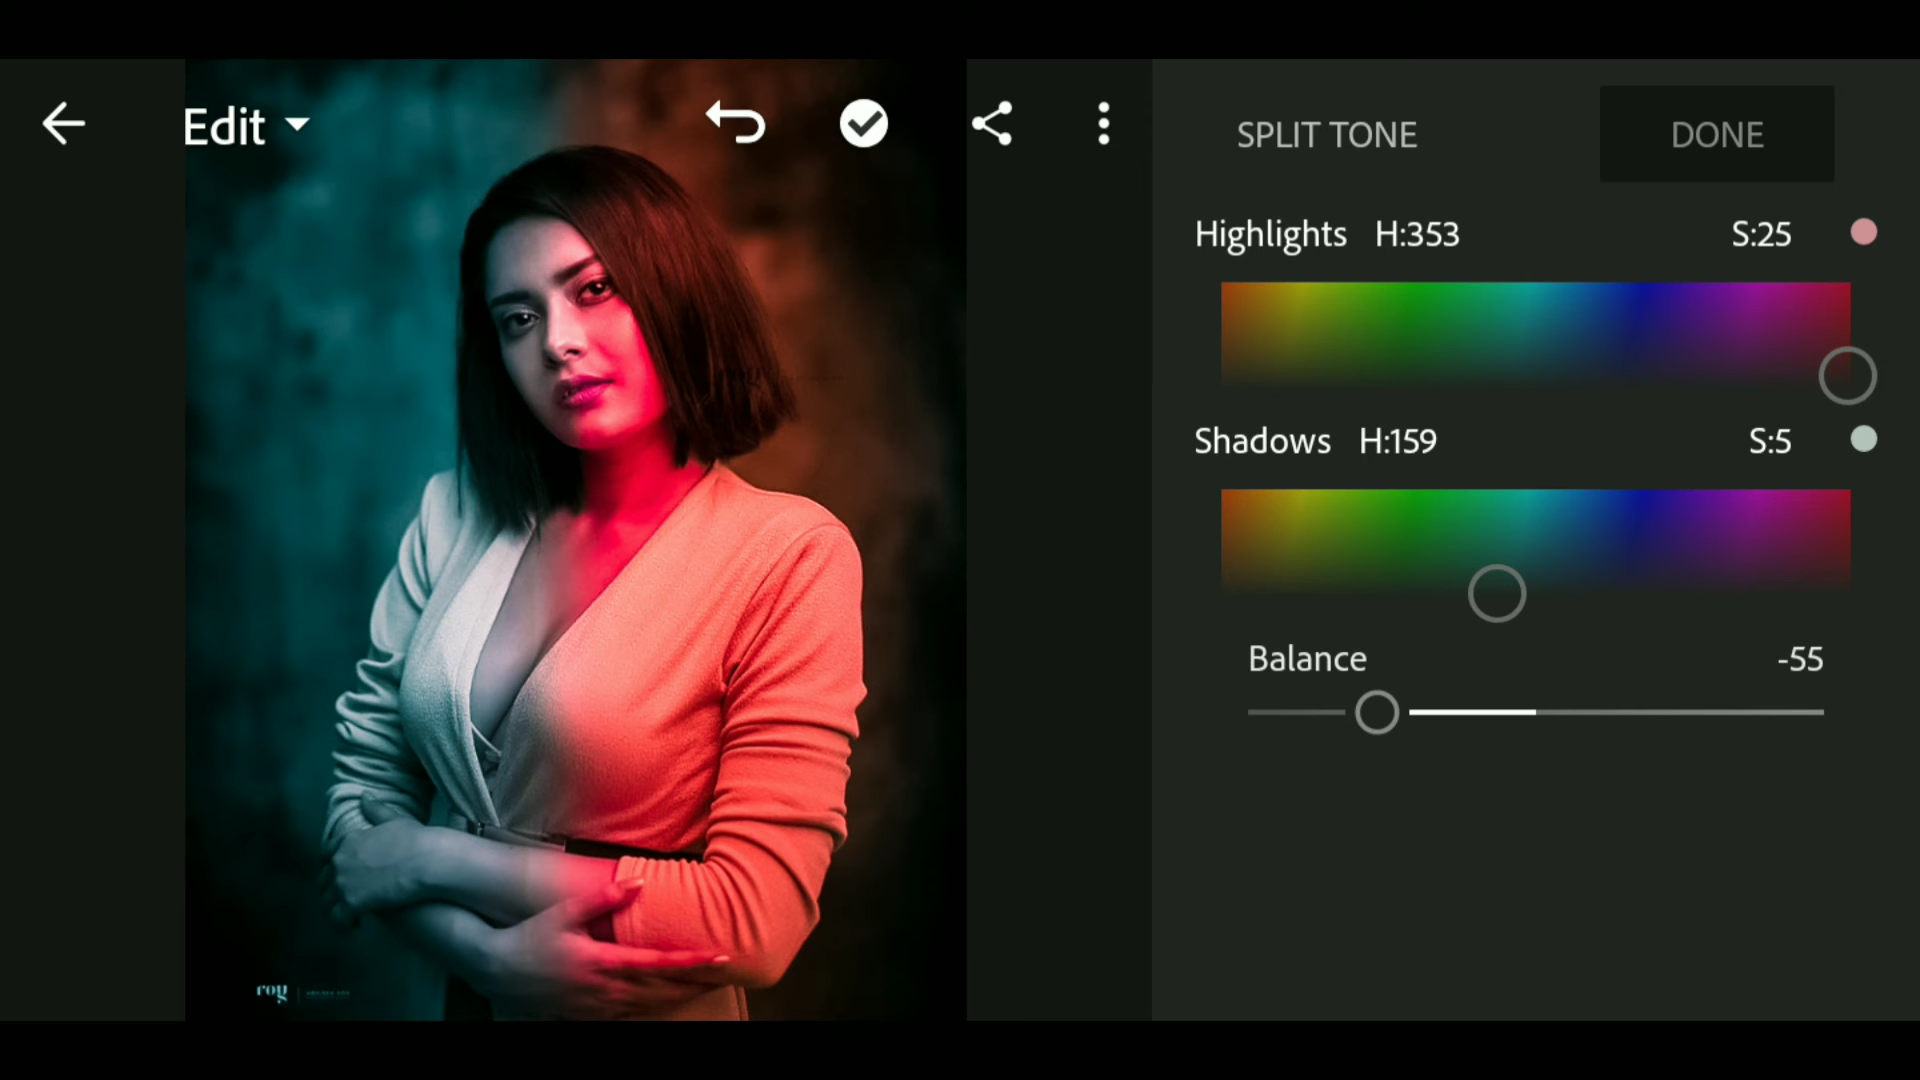 Edit
SPLIT TONE
DONE
Highlights H:353 S:25
Shadows H:159 S:5
Balance -55
roy